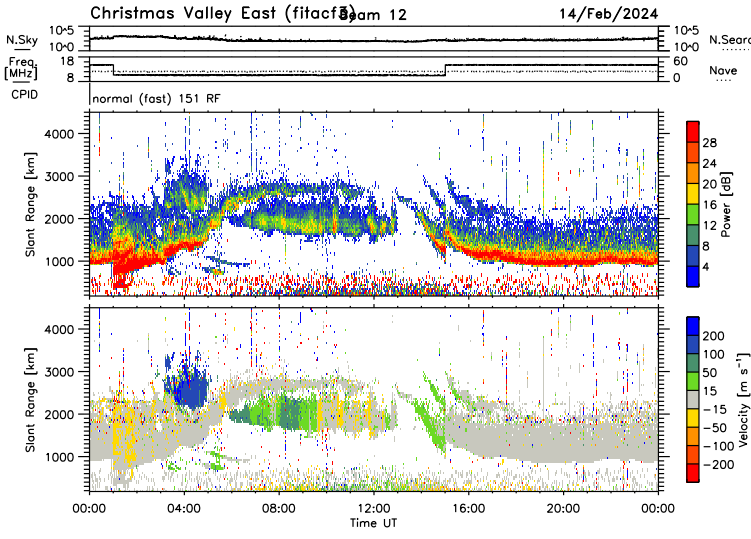 Christmas Valley East (fitacf3) Beam 12 14/Feb/2024
N.Sky 10^5 10^0 10^5 10^0 N.Searc
Freq. [MHz] 18 8 60 0 Nave
CPID normal (fast) 151 RF
Slant Range [km] 4000 3000 2000 1000
Power [dB] 28 24 20 16 12 8 4
Slant Range [km] 4000 3000 2000 1000
Velocity [m s⁻¹] 200 100 50 15 −15 −50 −100 −200
00:00 04:00 08:00 12:00 16:00 20:00 00:00
Time UT